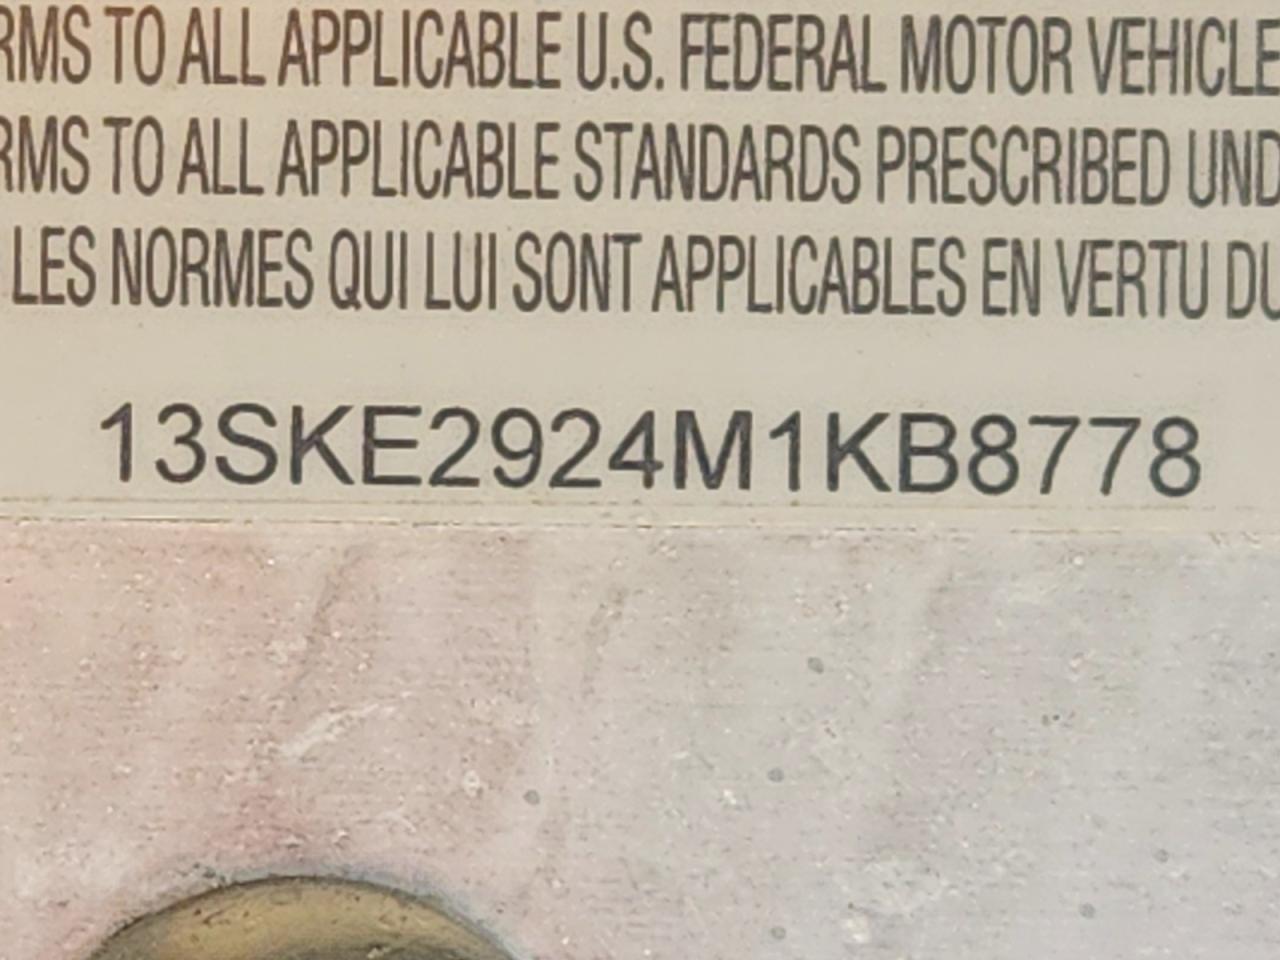 RMS TO ALL APPLICABLE U.S. FEDERAL MOTOR VEHICLE
RMS TO ALL APPLICABLE STANDARDS PRESCRIBED UND
LES NORMES QUI LUI SONT APPLICABLES EN VERTU DU
13SKE2924M1KB8778